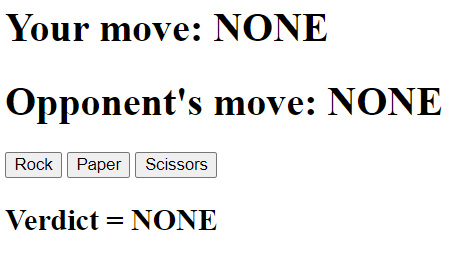 Your move: NONE
Opponent's move: NONE
Rock Paper Scissors
Verdict = NONE